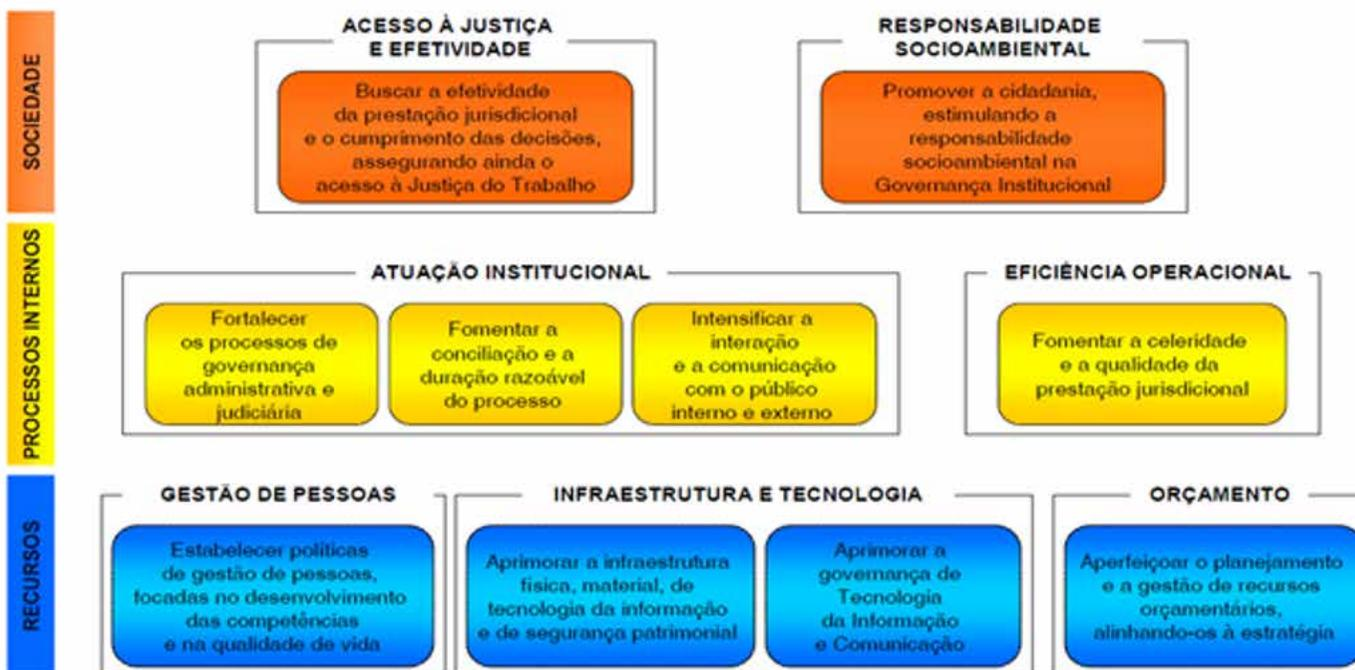 SOCIEDADE
ACESSO À JUSTIÇA
E EFETIVIDADE
Buscar a efetividade
da prestação jurisdicional
e o cumprimento das decisões,
assegurando ainda o
acesso à Justiça do Trabalho
RESPONSABILIDADE
SOCIOAMBIENTAL
Promover a cidadania,
estimulando a
responsabilidade
socioambiental na
Governança Institucional
PROCESSOS INTERNOS
ATUAÇÃO INSTITUCIONAL
Fortalecer
os processos de
governança
administrativa e
judiciária
Fomentar a
conciliação e a
duração razoável
do processo
Intensificar a
interação
e a comunicação
com o público
interno e externo
EFICIÊNCIA OPERACIONAL
Fomentar a celeridade
e a qualidade da
prestação jurisdicional
RECURSOS
GESTÃO DE PESSOAS
Estabelecer políticas
de gestão de pessoas,
focadas no desenvolvimento
das competências
e na qualidade de vida
INFRAESTRUTURA E TECNOLOGIA
Aprimorar a infraestrutura
física, material, de
tecnologia da informação
e de segurança patrimonial
Aprimorar a
governança de
Tecnologia
da Informação
e Comunicação
ORÇAMENTO
Aperfeiçoar o planejamento
e a gestão de recursos
orçamentários,
alinhando-os à estratégia